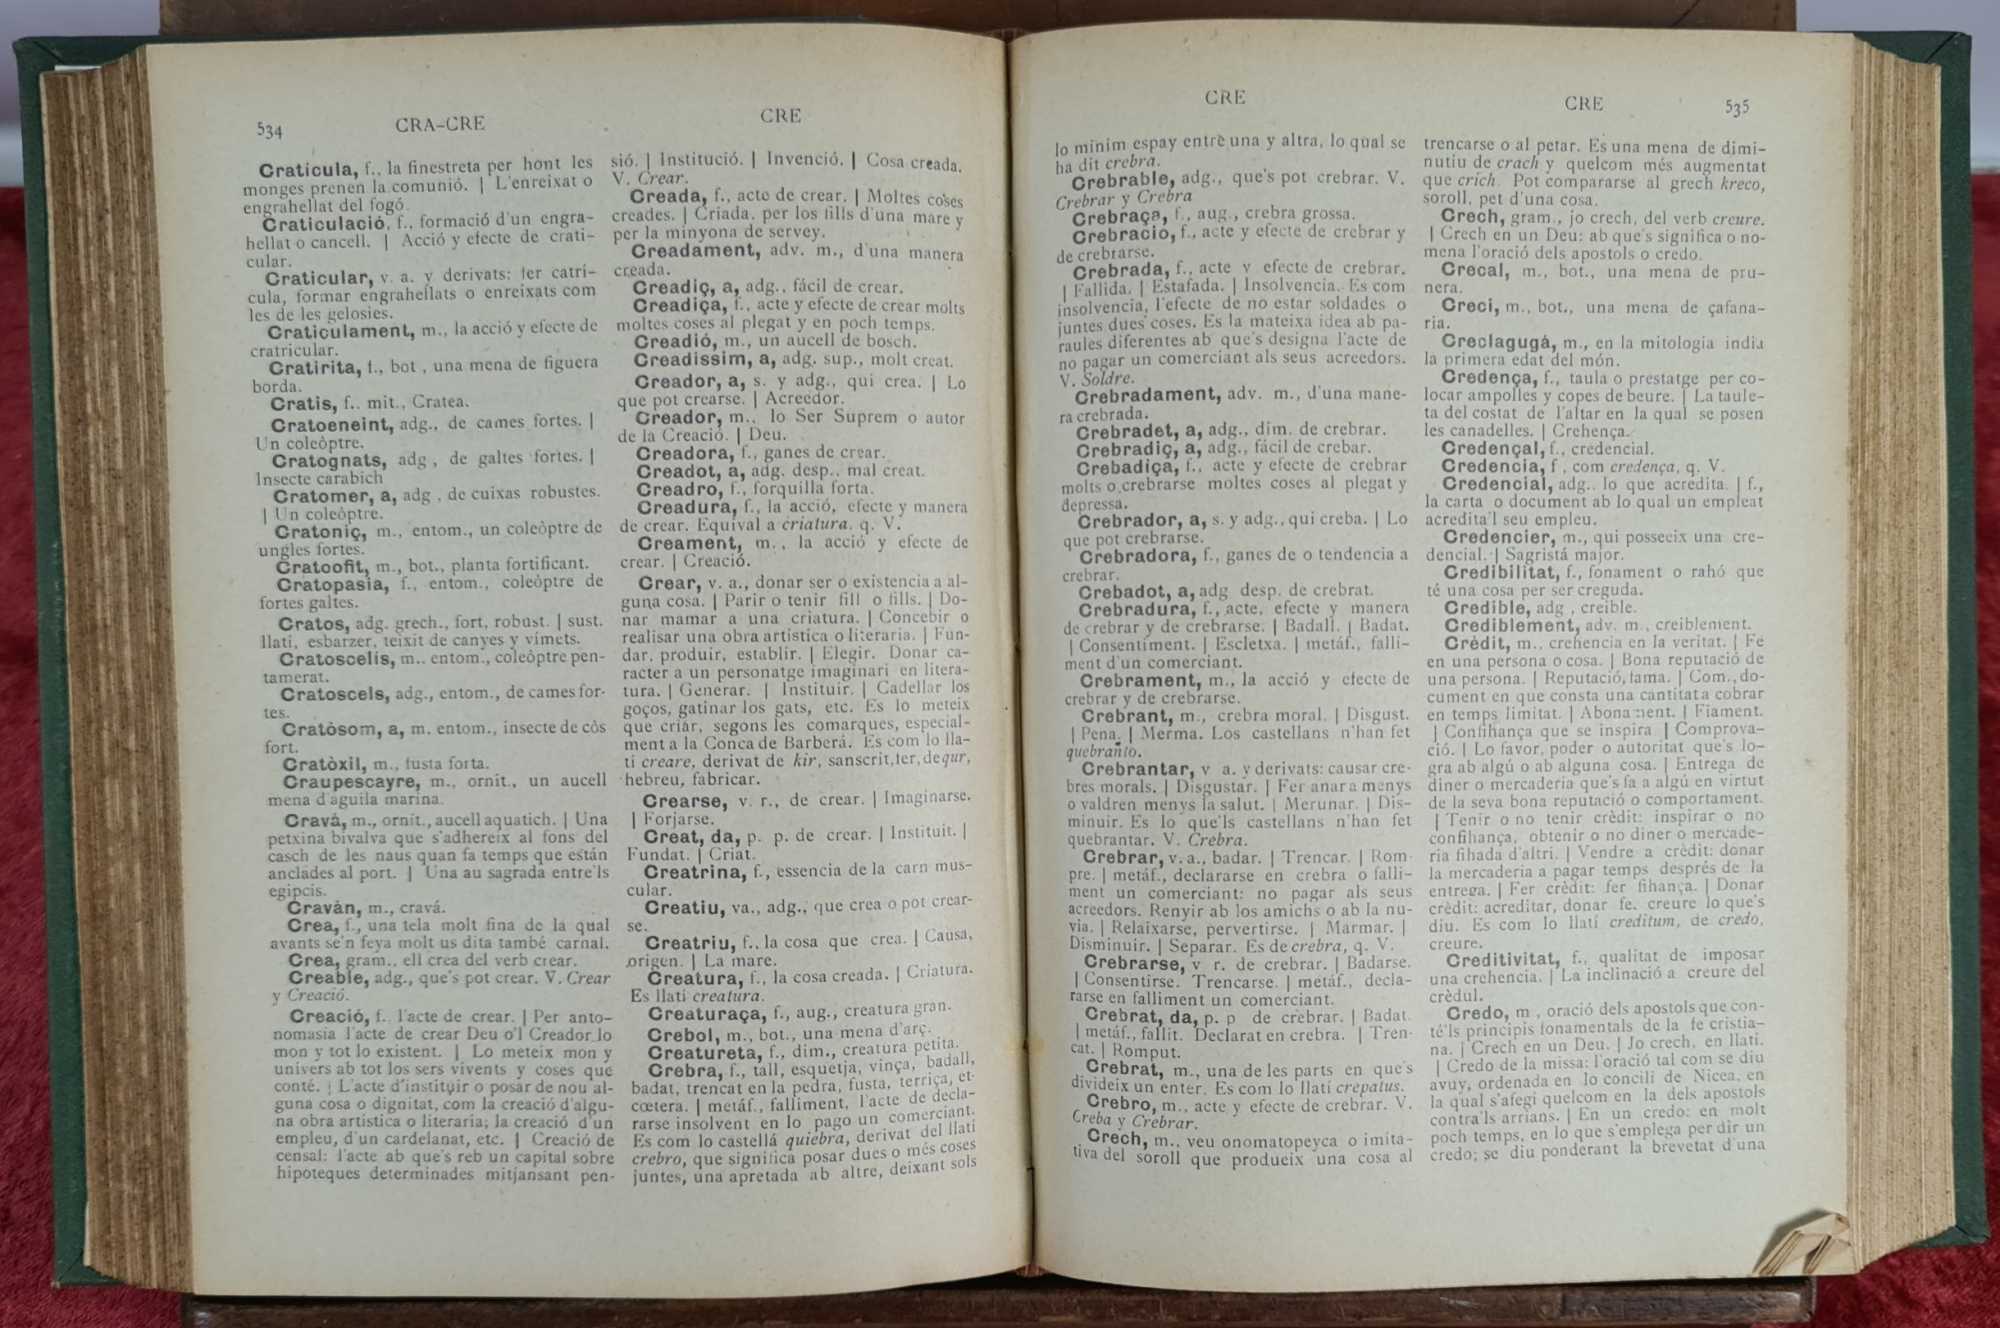 534
CRA-CRE
Craticula, f., la finestreta per hont les
monges prenen la comunió. | L'enreixat o
engrahellat del fogó.
Craticulació, f., formació d'un engra-
hellat o cancell. | Acció y efecte de crati-
cular.
Craticular, v. a. y derivats: fer catri-
cula, formar engrahellats o enreixats com
les de les gelosies.
Craticulament, m., la acció y efecte de
cratricular.
Cratirita, f., bot , una mena de figuera
borda.
Cratis, f.. mit., Cratea.
Cratoeneint, adg., de cames fortes. |
Un coleòptre.
Cratognats, adg , de galtes fortes. |
Insecte carabich
Cratomer, a, adg , de cuixas robustes.
| Un coleòptre.
Cratoniç, m., entom., un coleòptre de
ungles fortes.
Cratoofit, m., bot., planta fortificant.
Cratopasia, f., entom., coleòptre de
fortes galtes.
Cratos, adg. grech., fort, robust. | sust.
llatí, esbarzer, teixit de canyes y vimets.
Cratoscelis, m.. entom., coleòptre pen-
tamerat.
Cratoscels, adg., entom., de cames for-
tes.
Cratòsom, a, m. entom., insecte de còs
fort.
Cratòxil, m., fusta forta.
Craupescayre, m., ornit., un aucell
mena d'aguila marina.
Cravá, m., ornit., aucell aquatich. | Una
petxina bivalva que s'adhereix al fons del
casch de les naus quan fa temps que están
anclades al port. | Una au sagrada entre'ls
egipcis.
Craván, m., cravá.
Crea, f., una tela molt fina de la qual
avants se'n feya molt us dita també carnal.
Crea, gram.. ell crea del verb crear.
Creable, adg., que's pot crear. V. Crear
y Creació.
Creació, f. l'acte de crear. | Per anto-
nomasia l'acte de crear Deu o'l Creador lo
mon y tot lo existent. | Lo meteix mon y
univers ab tot los sers vivents y coses que
conté. | L'acte d'instituir o posar de nou al-
guna cosa o dignitat, com la creació d'algu-
na obra artistica o literaria; la creació d'un
empleu, d'un cardelanat, etc. | Creació de
censal: l'acte ab que's reb un capital sobre
hipoteques determinades mitjansant pen-
CRE
sió. | Institució. | Invenció. | Cosa creada.
V. Crear.
Creada, f., acte de crear. | Moltes coses
creades. | Criada. per los fills d'una mare y
per la minyona de servey.
Creadament, adv. m., d'una manera
creada.
Creadiç, a, adg., fácil de crear.
Creadiça, f., acte y efecte de crear molts
moltes coses al plegat y en poch temps.
Creadió, m., un aucell de bosch.
Creadissim, a, adg. sup., molt creat.
Creador, a, s. y adg., qui crea. | Lo
que pot crearse. | Acreedor.
Creador, m., lo Ser Suprem o autor
de la Creació. | Deu.
Creadora, f., ganes de crear.
Creadot, a, adg. desp., mal creat.
Creadro, f., forquilla forta.
Creadura, f., la acció, efecte y manera
de crear. Equival a criatura. q. V.
Creament, m., la acció y efecte de
crear. | Creació.
Crear, v. a., donar ser o existencia a al-
guna cosa. | Parir o tenir fill o fills. | Do-
nar mamar a una criatura. | Concebir o
realisar una obra artística o literaria. | Fun-
dar, produir, establir. | Elegir. Donar ca-
racter a un personatge imaginari en litera-
tura. | Generar. | Instituir. | Cadellar los
goços, gatinar los gats, etc. Es lo meteix
que criár, segons les comarques, especial-
ment a la Conca de Barberá. Es com lo lla-
tí creare, derivat de kir, sanscrit, fer, de qur,
hebreu, fabricar.
Crearse, v. r., de crear. | Imaginarse.
| Forjarse.
Creat, da, p. p. de crear. | Instituit. |
Fundat. | Criat.
Creatrina, f., essencia de la carn mus-
cular.
Creatiu, va., adg., que crea o pot crear-
se.
Creatriu, f., la cosa que crea. | Causa,
origen. | La mare.
Creatura, f., la cosa creada. | Criatura.
Es llatí creatura.
Creaturaça, f., aug., creatura gran.
Crebol, m., bot., una mena d'arç.
Creatureta, f., dim., creatura petita.
Crebra, f., tall, esquetja, vinça, badall,
badat, trencat en la pedra, fusta, terriça, et-
cœtera. | metáf., falliment, l'acte de decla-
rarse insolvent en lo pago un comerciant.
Es com lo castellá quiebra, derivat del llatí
crebro, que significa posar dues o més coses
juntes, una apretada ab altre, deixant sols
CRE
lo minim espay entre una y altra, lo qual se
ha dit crebra.
Crebrable, adg., que's pot crebrar. V.
Crebrar y Crebra
Crebraça, f., aug., crebra grossa.
Crebracio, f., acte y efecte de crebrar y
de crebrarse.
Crebrada, f., acte y efecte de crebrar.
| Fallida. | Estafada. | Insolvencia. Es com
insolvencia, l'efecte de no estar soldades o
juntes dues coses. Es la mateixa idea ab pa-
raules diferentes ab que's designa l'acte de
no pagar un comerciant als seus acreedors.
V. Soldre.
Crebradament, adv. m., d'una mane-
ra crebrada.
Crebradet, a, adg., dim. de crebrar.
Crebradiç, a, adg., fácil de crebar.
Crebadiça, f., acte y efecte de crebrar
molts o crebrarse moltes coses al plegat y
depressa.
Crebrador, a, s. y adg., qui creba. | Lo
que pot crebrarse.
Crebradora, f., ganes de o tendencia a
crebrar.
Crebadot, a, adg desp. de crebrat.
Crebradura, f., acte, efecte y manera
de crebrar y de crebrarse. | Badall. | Badat.
| Consentiment. | Escletxa. | metáf., falli-
ment d'un comerciant.
Crebrament, m., la acció y efecte de
crebrar y de crebrarse.
Crebrant, m., crebra moral. | Disgust.
| Pena. | Merma. Los castellans n'han fet
quebranto.
Crebrantar, v a. y derivats: causar cre-
bres morals. | Disgustar. | Fer anar a menys
o valdren menys la salut. | Merunar. | Dis-
minuir. Es lo que'ls castellans n'han fet
quebrantar. V. Crebra.
Crebrar, v. a., badar. | Trencar. | Rom-
pre. | metáf., declararse en crebra o falli-
ment un comerciant: no pagar als seus
acreedors. Renyir ab los amichs o ab la nu-
via. | Relaixarse, pervertirse. | Marmar. |
Disminuir. | Separar. Es de crebra, q. V.
Crebrarse, v r. de crebrar. | Badarse.
| Consentirse. Trencarse. | metáf., decla-
rarse en falliment un comerciant.
Crebrat, da, p. p de crebrar. | Badat.
| metáf., fallit. Declarat en crebra. | Tren-
cat. | Romput.
Crebrat, m., una de les parts en que's
divideix un enter. Es com lo llatí crepatus.
Crebro, m., acte y efecte de crebrar. V.
Creba y Crebrar.
Crech, m., veu onomatopeyca o imita-
tiva del soroll que produeix una cosa al
CRE
535
trencarse o al petar. Es una mena de dimi-
nutiu de crach y quelcom més augmentat
que crich. Pot compararse al grech kreco,
soroll, pet d'una cosa.
Crech, gram., jo crech, del verb creure.
| Crech en un Deu: ab que's significa o no-
mena l'oració dels apostols o credo.
Crecal, m., bot., una mena de pru-
nera.
Creci, m., bot., una mena de çafana-
ria.
Creclagugá, m., en la mitologia india
la primera edat del món.
Credença, f., taula o prestatge per co-
locar ampolles y copes de beure. | La taule-
ta del costat de l'altar en la qual se posen
les canadelles. | Crehença.
Credençal, f., credencial.
Credencia, f , com credença, q. V.
Credencial, adg.. lo que acredita. | f.,
la carta o document ab lo qual un empleat
acredita'l seu empleu.
Credencier, m., qui posseeix una cre-
dencial. | Sagristá major.
Credibilitat, f., fonament o rahó que
té una cosa per ser creguda.
Credible, adg , creible.
Crediblement, adv. m., creiblement.
Crèdit, m., crehencia en la veritat. | Fe
en una persona o cosa. | Bona reputació de
una persona. | Reputació, fama. | Com., do-
cument en que consta una cantitat a cobrar
en temps limitat. | Abonament. | Fiament.
| Confihança que se inspira | Comprova-
ció. | Lo favor, poder o autoritat que's lo-
gra ab algú o ab alguna cosa. | Entrega de
diner o mercaderia que's fa a algú en virtut
de la seva bona reputació o comportament.
| Tenir o no tenir crèdit: inspirar o no
confihança, obtenir o no diner o mercade-
ria fihada d'altri. | Vendre a crèdit: donar
la mercaderia a pagar temps després de la
entrega. | Fer crèdit: fer fihança. | Donar
crèdit: acreditar, donar fe. creure lo que's
diu. Es com lo llatí creditum, de credo,
creure.
Creditivitat, f., qualitat de imposar
una crehencia. | La inclinació a creure del
crèdul.
Credo, m , oració dels apostols que con-
té'ls principis fonamentals de la fe cristia-
na. | Crech en un Deu. | Jo crech, en llatí.
| Credo de la missa: l'oració tal com se diu
avuy, ordenada en lo concili de Nicea, en
la qual s'afegi quelcom en la dels apostols
contra'ls arrians. | En un credo: en molt
poch temps, en lo que s'emplega per dir un
credo; se diu ponderant la brevetat d'una